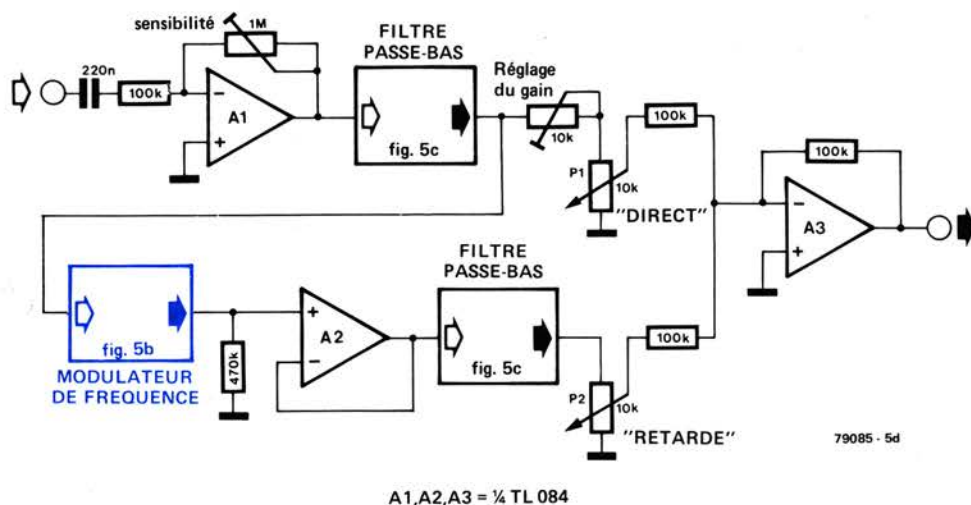 sensibilité
1M
220n
100k
A1
FILTRE
PASSE-BAS
fig. 5c
Réglage
du gain
10k
P1
10k
"DIRECT"
100k
100k
A3
fig. 5b
MODULATEUR
DE FREQUENCE
470k
A2
FILTRE
PASSE-BAS
fig. 5c
100k
P2
10k
"RETARDE"
79085 - 5d
A1,A2,A3 = ¼ TL 084